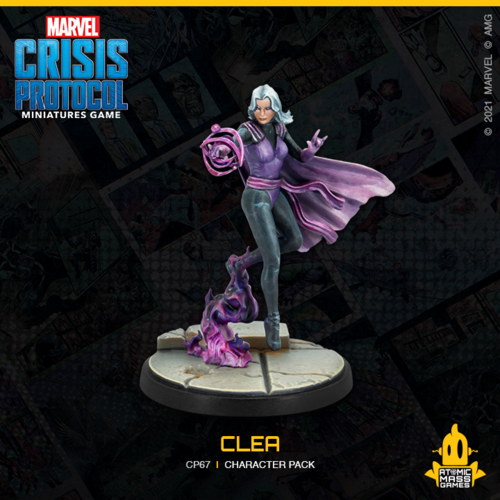 MARVEL
CRISIS
PROTOCOL
MINIATURES GAME
© 2021 MARVEL © AMG
CLEA
CP67 | CHARACTER PACK
ATOMIC
MASS
GAMES